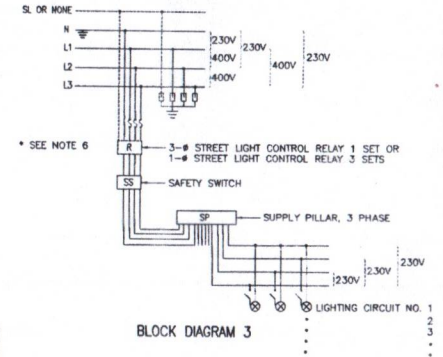 SL OR NONE
N
L1
L2
L3
230V
400V
400V
230V
400V
230V
* SEE NOTE 6
R
3-ø STREET LIGHT CONTROL RELAY 1 SET OR
1-ø STREET LIGHT CONTROL RELAY 3 SETS
SS
SAFETY SWITCH
SP
SUPPLY PILLAR, 3 PHASE
230V
230V
230V
LIGHTING CIRCUIT NO. 1
2
3
BLOCK DIAGRAM 3